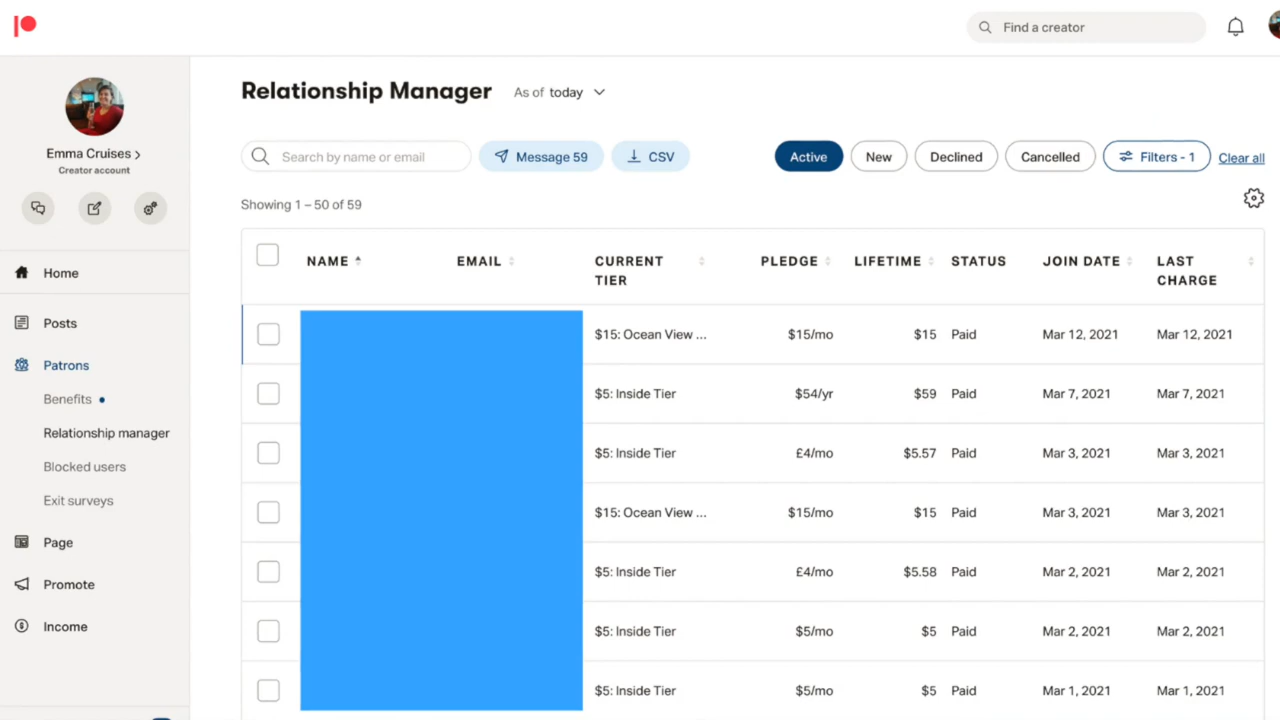 Find a creator
Relationship Manager As of today
Emma Cruises
Creator account
Search by name or email Message 59 CSV Active New Declined Cancelled Filters - 1 Clear all
Showing 1 – 50 of 59
Home
Posts
Patrons
Benefits
Relationship manager
Blocked users
Exit surveys
Page
Promote
Income
NAME EMAIL CURRENT TIER PLEDGE LIFETIME STATUS JOIN DATE LAST CHARGE
$15: Ocean View ... $15/mo $15 Paid Mar 12, 2021 Mar 12, 2021
$5: Inside Tier $54/yr $59 Paid Mar 7, 2021 Mar 7, 2021
$5: Inside Tier £4/mo $5.57 Paid Mar 3, 2021 Mar 3, 2021
$15: Ocean View ... $15/mo $15 Paid Mar 3, 2021 Mar 3, 2021
$5: Inside Tier £4/mo $5.58 Paid Mar 2, 2021 Mar 2, 2021
$5: Inside Tier $5/mo $5 Paid Mar 2, 2021 Mar 2, 2021
$5: Inside Tier $5/mo $5 Paid Mar 1, 2021 Mar 1, 2021